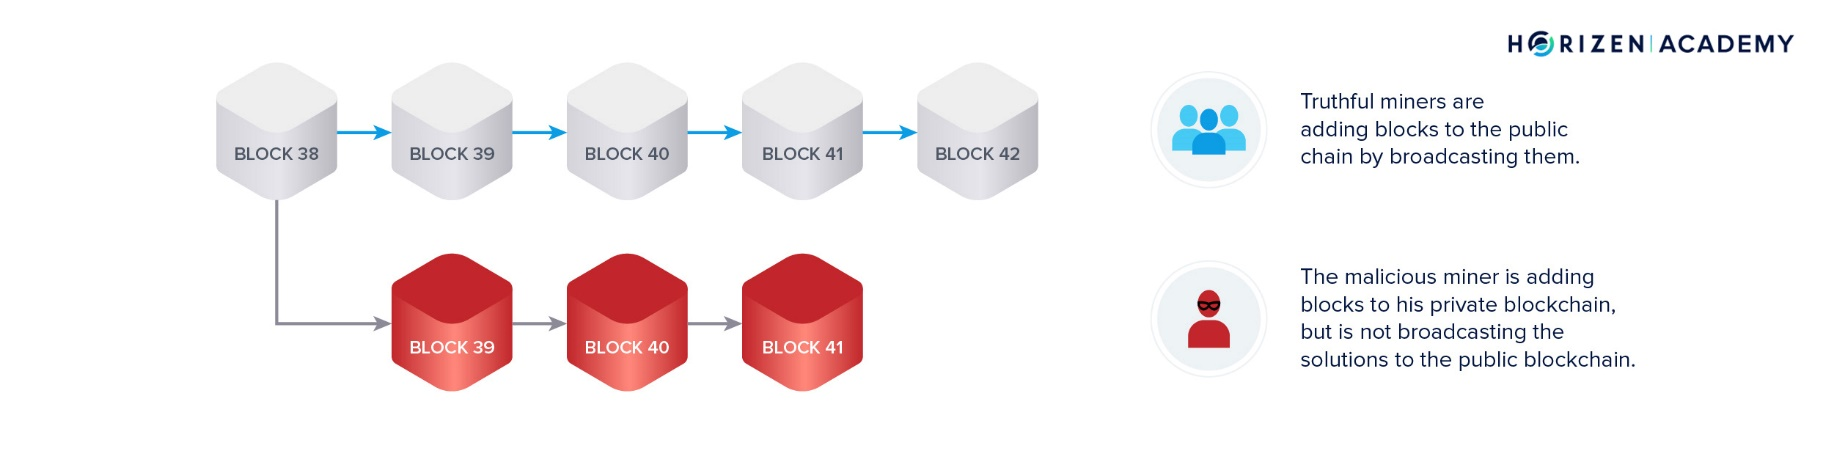 HORIZEN | ACADEMY
BLOCK 38
BLOCK 39
BLOCK 40
BLOCK 41
BLOCK 42
Truthful miners are
adding blocks to the public
chain by broadcasting them.
BLOCK 39
BLOCK 40
BLOCK 41
The malicious miner is adding
blocks to his private blockchain,
but is not broadcasting the
solutions to the public blockchain.